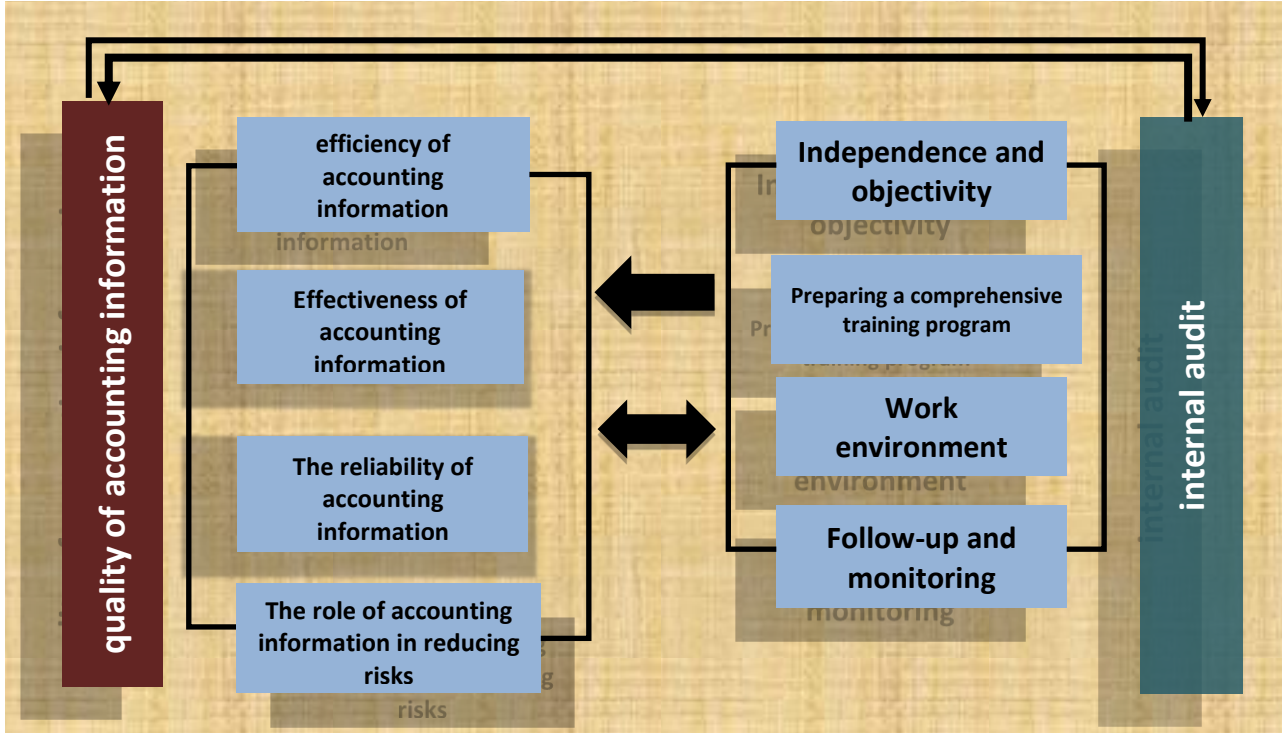 quality of accounting information
efficiency of
accounting
information
Effectiveness of
accounting
information
The reliability of
accounting
information
The role of accounting
information in reducing
risks
Independence and
objectivity
Preparing a comprehensive
training program
Work
environment
Follow-up and
monitoring
internal audit